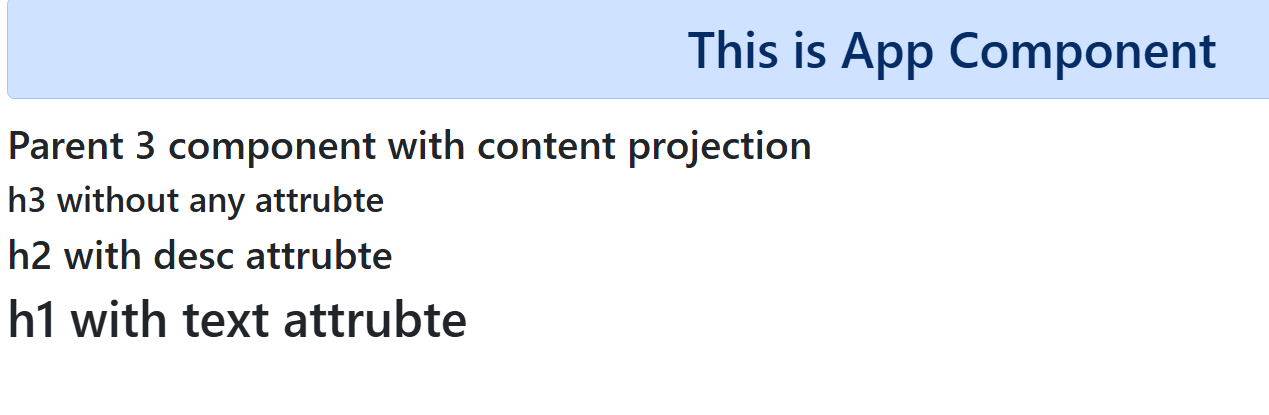 This is App Component
Parent 3 component with content projection
h3 without any attrubte
h2 with desc attrubte
h1 with text attrubte